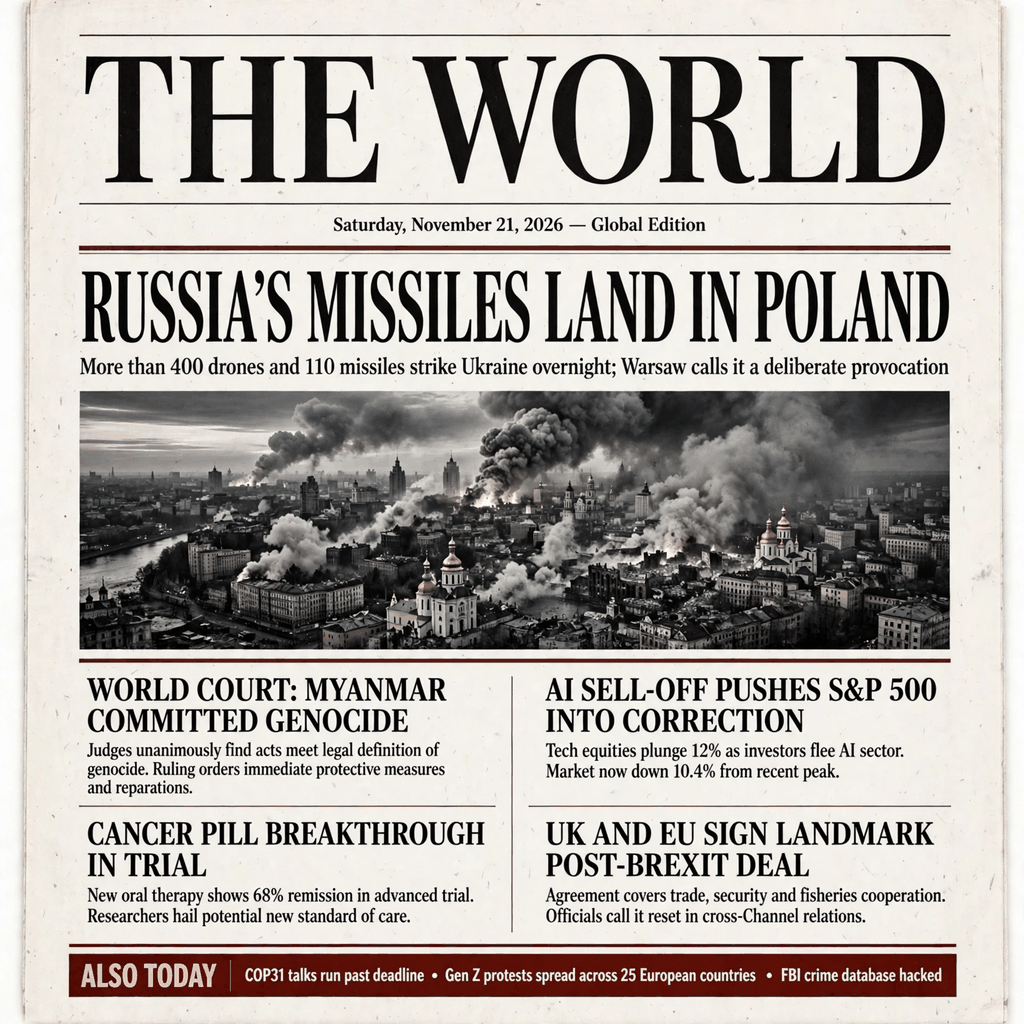 THE WORLD
Saturday, November 21, 2026 — Global Edition
RUSSIA'S MISSILES LAND IN POLAND
More than 400 drones and 110 missiles strike Ukraine overnight; Warsaw calls it a deliberate provocation
WORLD COURT: MYANMAR
COMMITTED GENOCIDE
Judges unanimously find acts meet legal definition of
genocide. Ruling orders immediate protective measures
and reparations.
CANCER PILL BREAKTHROUGH
IN TRIAL
New oral therapy shows 68% remission in advanced trial.
Researchers hail potential new standard of care.
AI SELL-OFF PUSHES S&P 500
INTO CORRECTION
Tech equities plunge 12% as investors flee AI sector.
Market now down 10.4% from recent peak.
UK AND EU SIGN LANDMARK
POST-BREXIT DEAL
Agreement covers trade, security and fisheries cooperation.
Officials call it reset in cross-Channel relations.
ALSO TODAY
COP31 talks run past deadline • Gen Z protests spread across 25 European countries • FBI crime database hacked